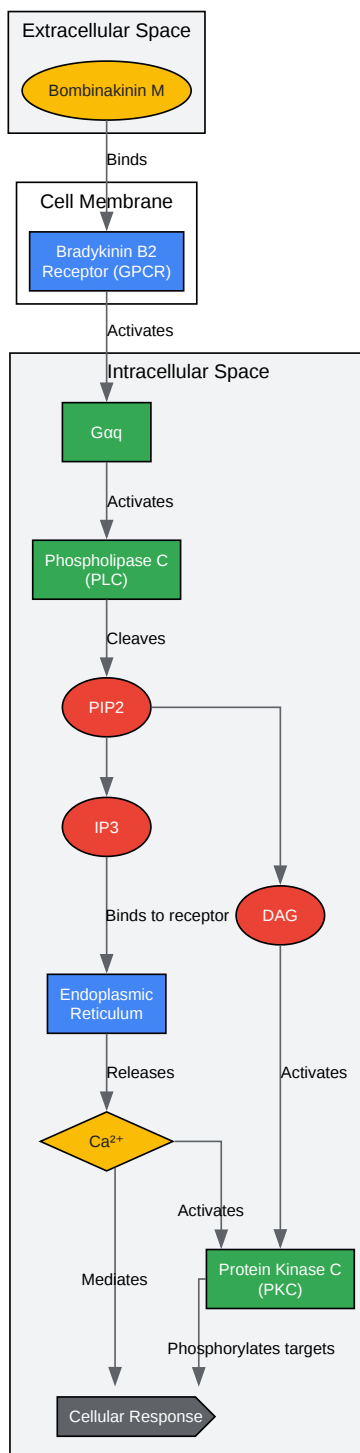 Extracellular Space
Bombinakinin M
Binds
Cell Membrane
Bradykinin B2
Receptor (GPCR)
Activates
Intracellular Space
Gαq
Activates
Phospholipase C
(PLC)
Cleaves
PIP2
IP3
Binds to receptor
DAG
Endoplasmic
Reticulum
Releases
Activates
Ca²⁺
Activates
Protein Kinase C
(PKC)
Mediates
Phosphorylates targets
Cellular Response